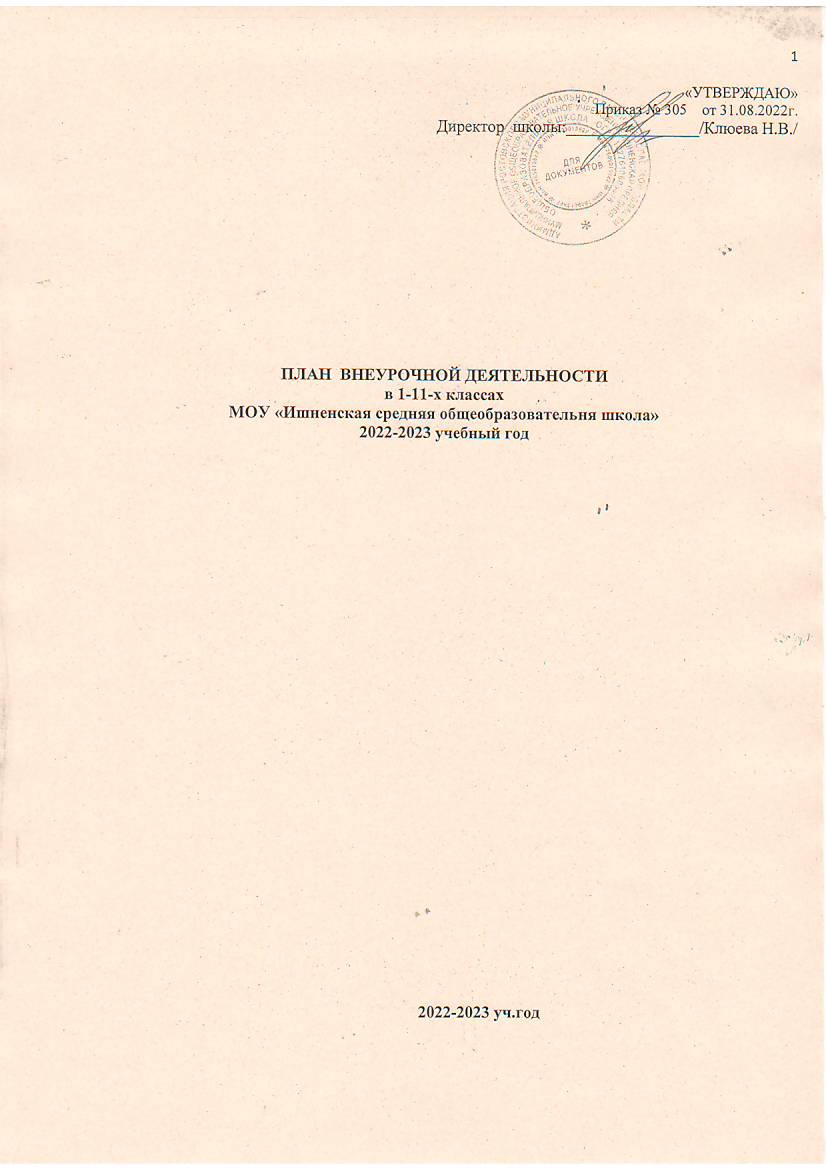 1
«УТВЕРЖДАЮ»
Приказ № 305 от 31.08.2022г.
Директор школы:________________/Клюева Н.В./
ДЛЯ
ДОКУМЕНТОВ
ПЛАН ВНЕУРОЧНОЙ ДЕЯТЕЛЬНОСТИ
в 1-11-х классах
МОУ «Ишненская средняя общеобразовательня школа»
2022-2023 учебный год
2022-2023 уч.год